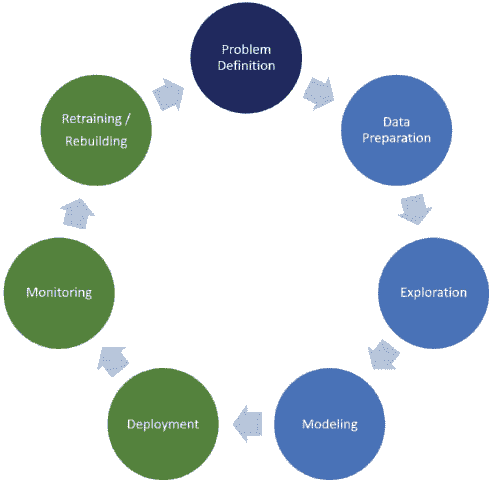 Problem
Definition
Data
Preparation
Exploration
Modeling
Deployment
Monitoring
Retraining /
Rebuilding